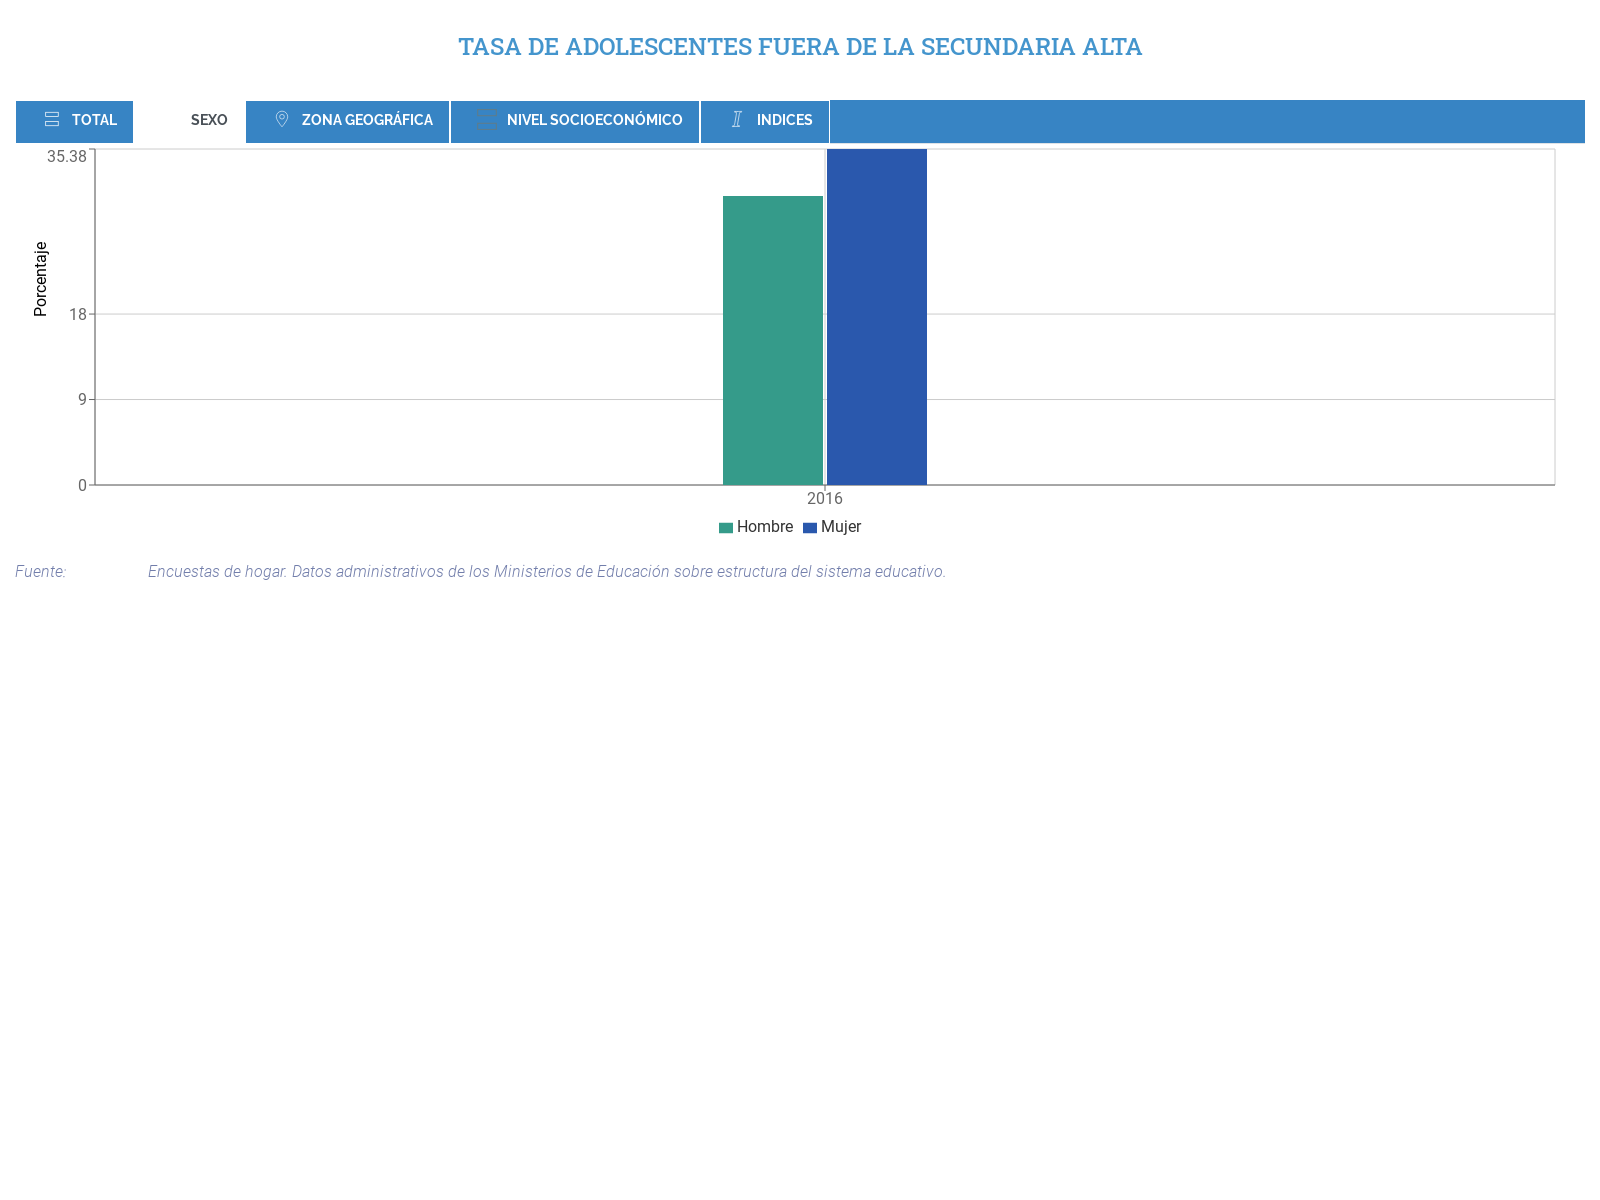 TASA DE ADOLESCENTES FUERA DE LA SECUNDARIA ALTA
TOTAL SEXO ZONA GEOGRÁFICA NIVEL SOCIOECONÓMICO INDICES
35.38
Porcentaje
18
9
0
2016
Hombre Mujer
Fuente: Encuestas de hogar. Datos administrativos de los Ministerios de Educación sobre estructura del sistema educativo.